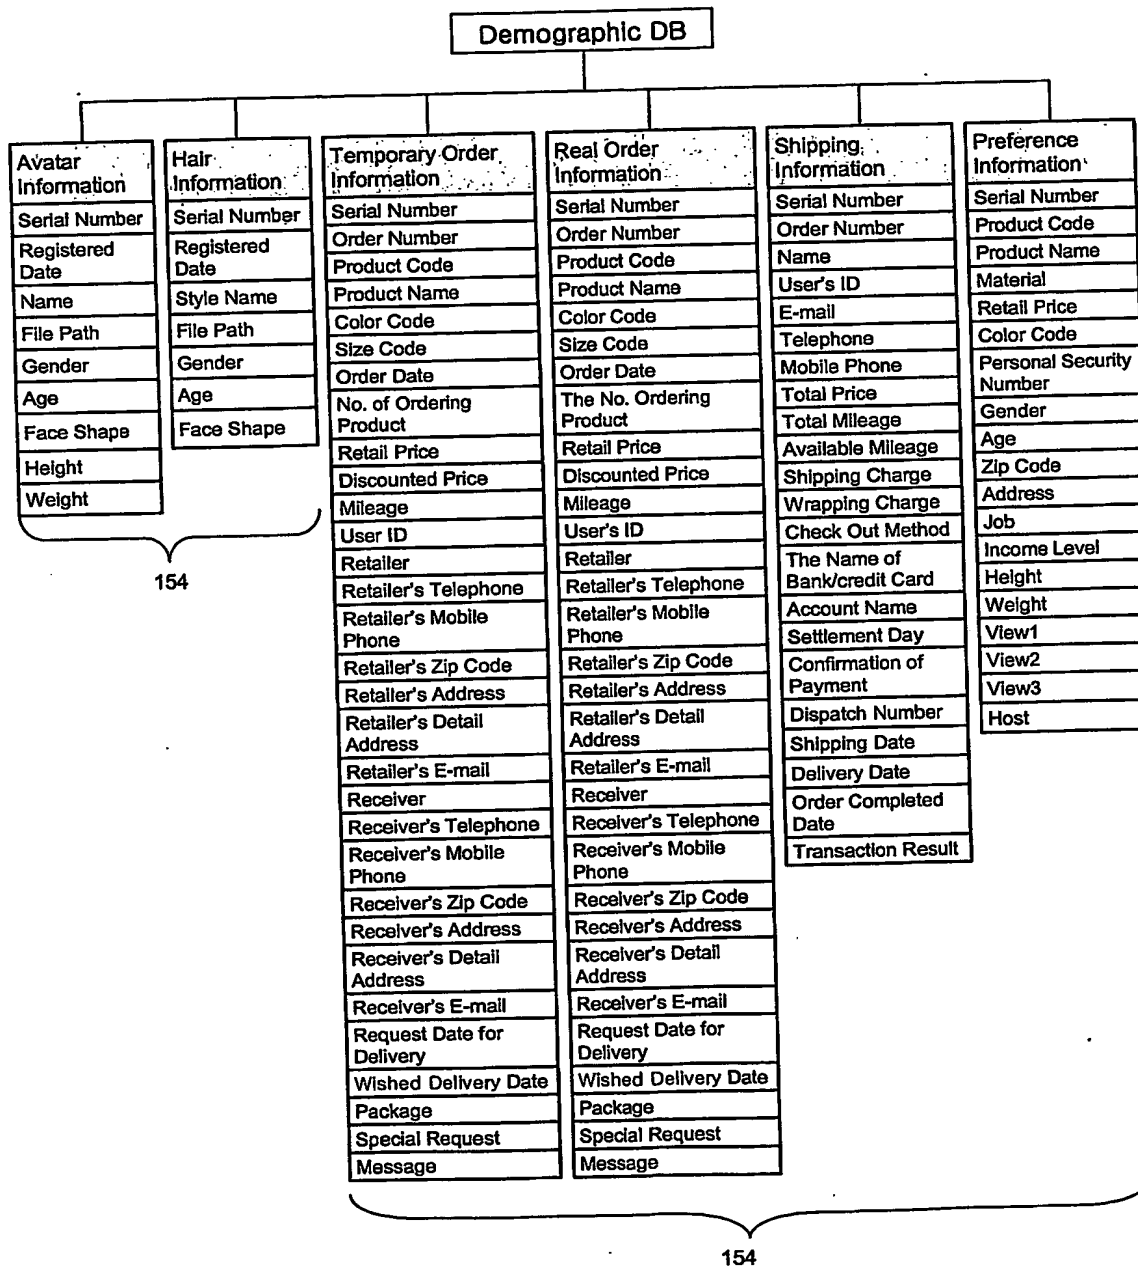 Demographic DB
Avatar
Information
Serial Number
Registered
Date
Name
File Path
Gender
Age
Face Shape
Height
Weight
Hair
Information
Serial Number
Registered
Date
Style Name
File Path
Gender
Age
Face Shape
154
Temporary Order
Information
Serial Number
Order Number
Product Code
Product Name
Color Code
Size Code
Order Date
No. of Ordering
Product
Retail Price
Discounted Price
Mileage
User ID
Retailer
Retailer's Telephone
Retailer's Mobile
Phone
Retailer's Zip Code
Retailer's Address
Retailer's Detail
Address
Retailer's E-mail
Receiver
Receiver's Telephone
Receiver's Mobile
Phone
Receiver's Zip Code
Receiver's Address
Receiver's Detail
Address
Receiver's E-mail
Request Date for
Delivery
Wished Delivery Date
Package
Special Request
Message
Real Order
Information
Serial Number
Order Number
Product Code
Product Name
Color Code
Size Code
Order Date
The No. Ordering
Product
Retail Price
Discounted Price
Mileage
User's ID
Retailer
Retailer's Telephone
Retailer's Mobile
Phone
Retailer's Zip Code
Retailer's Address
Retailer's Detail
Address
Retailer's E-mail
Receiver
Receiver's Telephone
Receiver's Mobile
Phone
Receiver's Zip Code
Receiver's Address
Receiver's Detail
Address
Receiver's E-mail
Request Date for
Delivery
Wished Delivery Date
Package
Special Request
Message
Shipping
Information
Serial Number
Order Number
Name
User's ID
E-mail
Telephone
Mobile Phone
Total Price
Total Mileage
Available Mileage
Shipping Charge
Wrapping Charge
Check Out Method
The Name of
Bank/credit Card
Account Name
Settlement Day
Confirmation of
Payment
Dispatch Number
Shipping Date
Delivery Date
Order Completed
Date
Transaction Result
Preference
Information
Serial Number
Product Code
Product Name
Material
Retail Price
Color Code
Personal Security
Number
Gender
Age
Zip Code
Address
Job
Income Level
Height
Weight
View1
View2
View3
Host
154